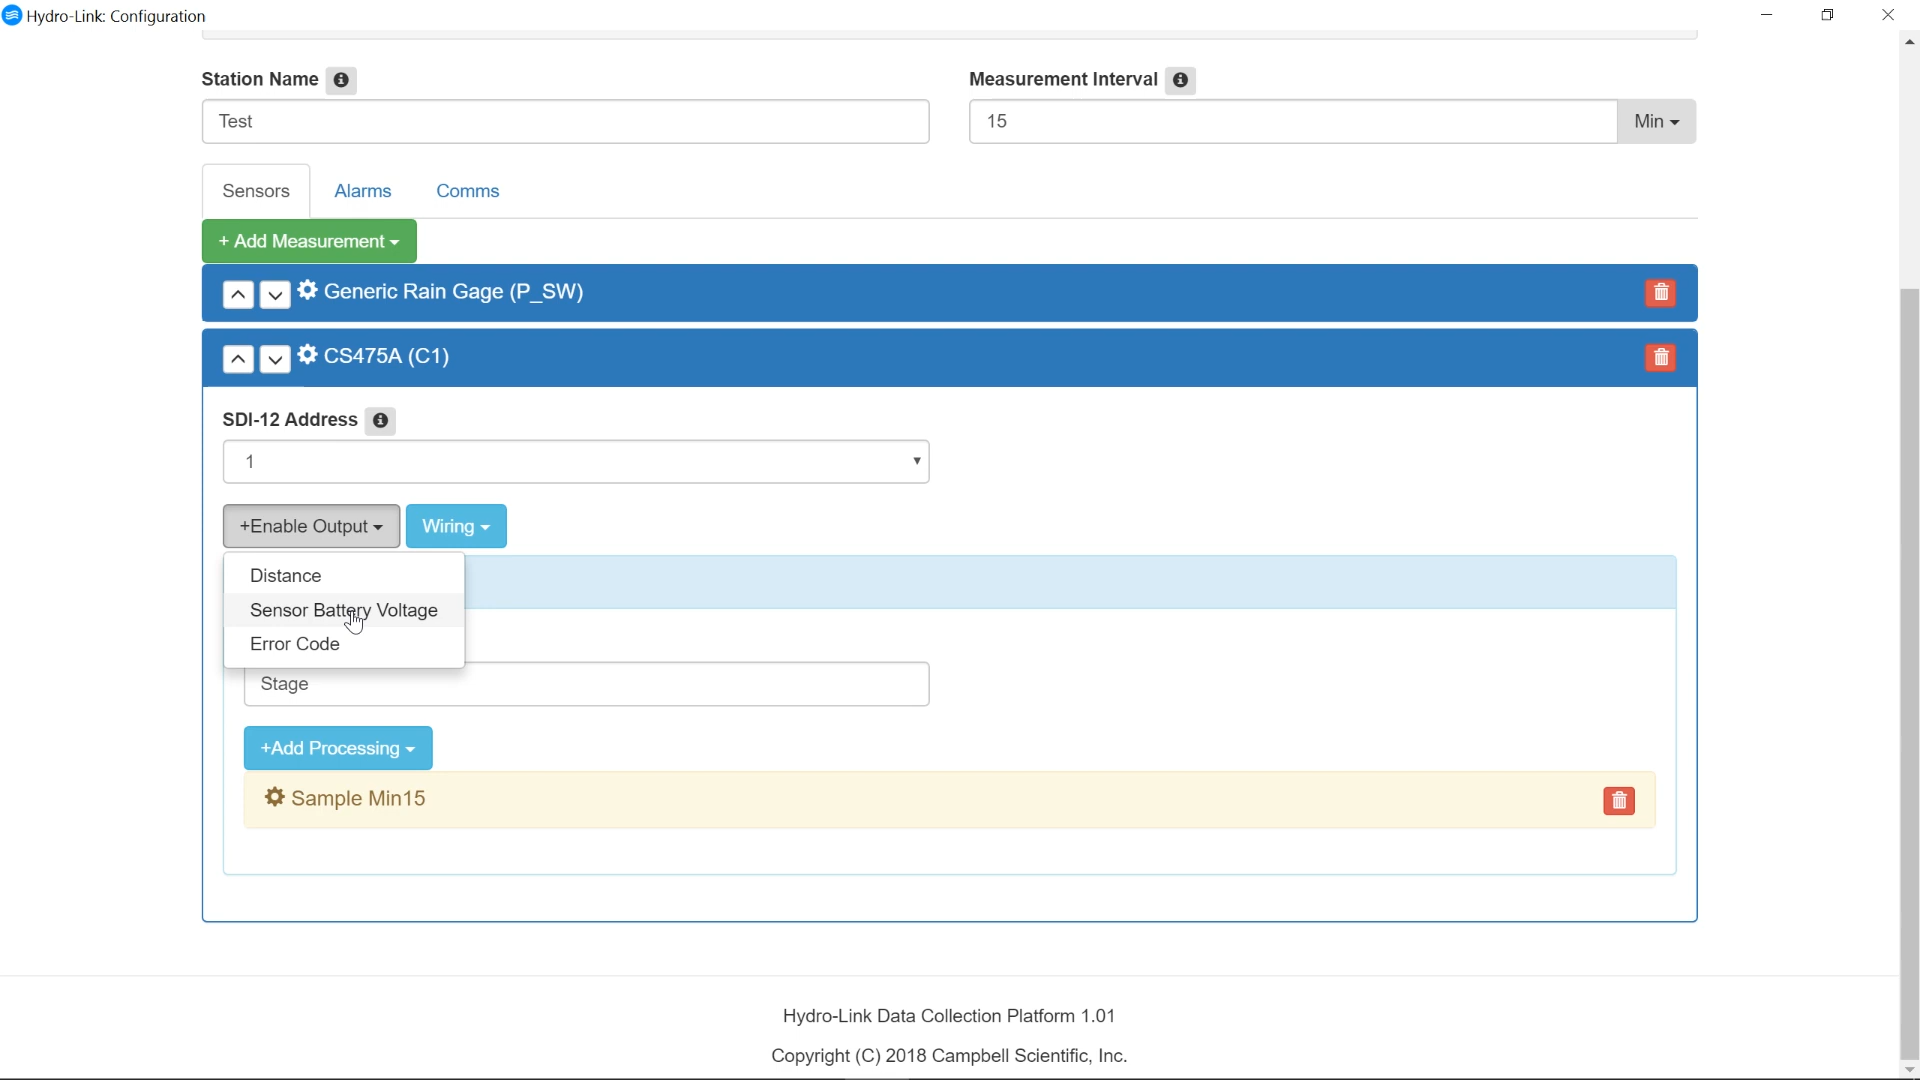 Hydro-Link: Configuration
Station Name
Measurement Interval
Test
15
Min
Sensors
Alarms
Comms
+ Add Measurement
Generic Rain Gage (P_SW)
CS475A (C1)
SDI-12 Address
1
+Enable Output
Wiring
Distance
Sensor Battery Voltage
Error Code
Stage
+Add Processing
Sample Min15
Hydro-Link Data Collection Platform 1.01
Copyright (C) 2018 Campbell Scientific, Inc.